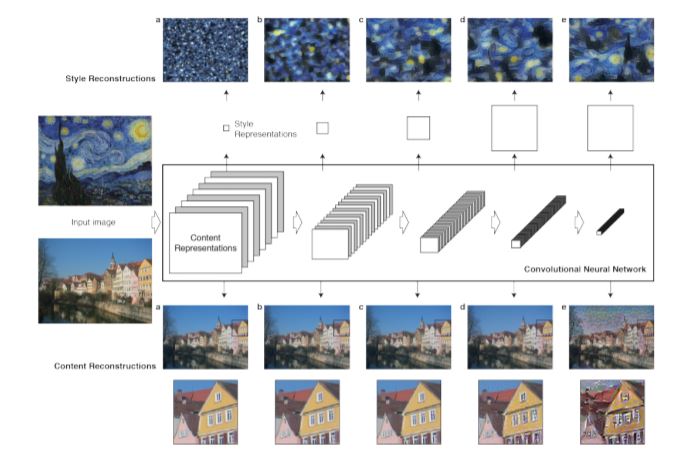 a b c d e
Style Reconstructions
Style
Representations
Input image
Content
Representations
Convolutional Neural Network
a b c d e
Content Reconstructions